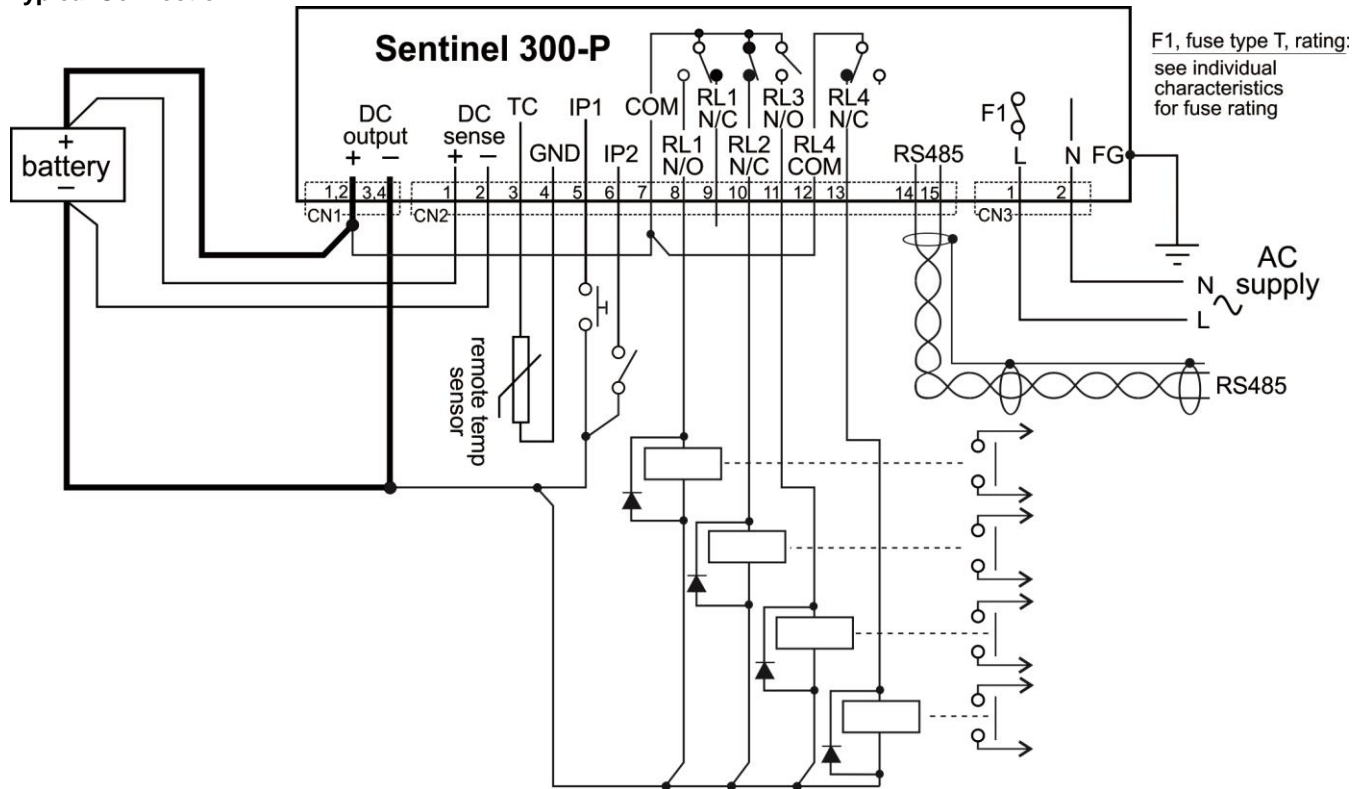 Sentinel 300-P
F1, fuse type T, rating:
see individual
characteristics
for fuse rating
battery
+
−
DC
output
+ −
DC
sense
+ −
TC
GND
IP1
IP2
COM
RL1
N/O
RL1
N/C
RL2
N/C
RL3
N/O
RL4
COM
RL4
N/C
RS485
F1
L
N
FG
1,2 3,4
CN1
1 2 3 4 5 6 7 8 9 10 11 12 13 14 15
CN2
1 2
CN3
AC
supply
N
L
RS485
remote temp
sensor